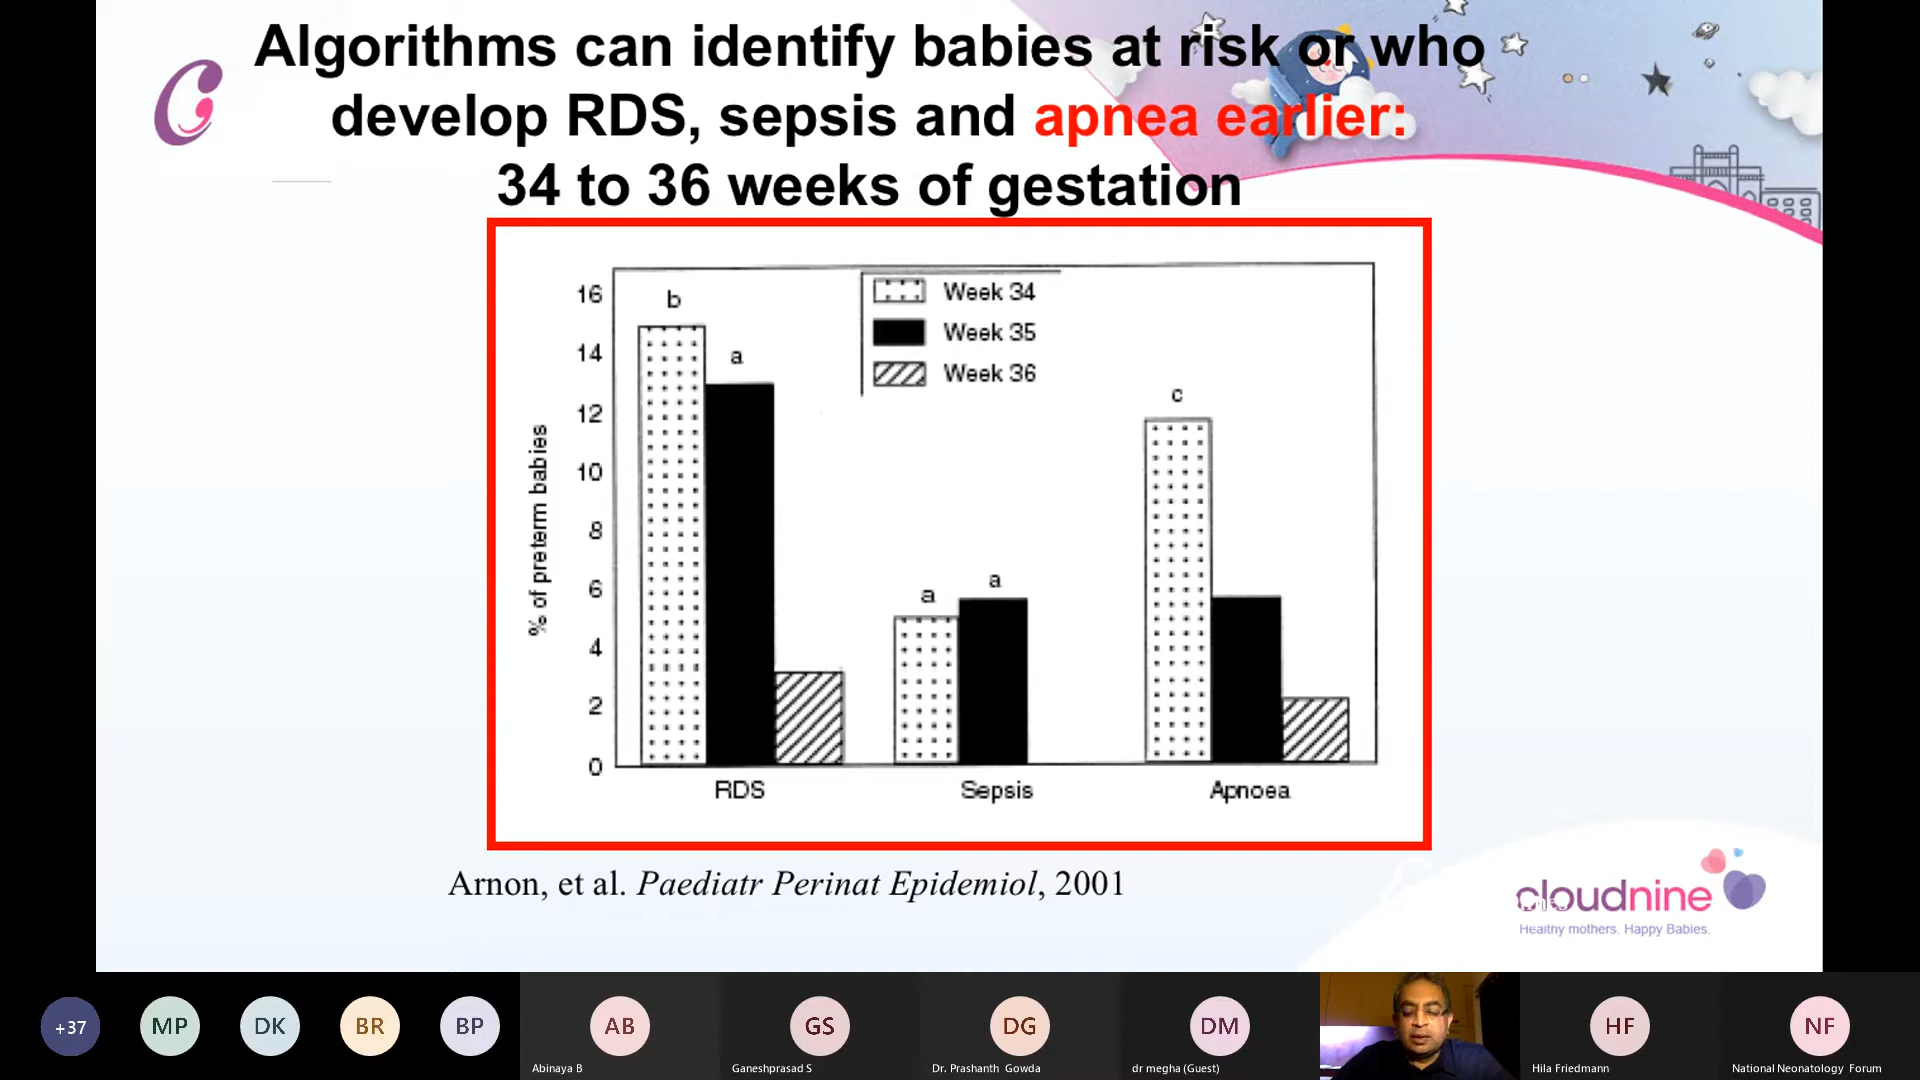 Algorithms can identify babies at risk or who
develop RDS, sepsis and apnea earlier:
34 to 36 weeks of gestation
16
14
12
10
8
6
4
2
0
% of preterm babies
b
a
a
a
c
Week 34
Week 35
Week 36
RDS
Sepsis
Apnoea
Arnon, et al. Paediatr Perinat Epidemiol, 2001
cloudnine
Healthy mothers. Happy Babies.
+37
MP
DK
BR
BP
AB
GS
DG
DM
HF
NF
Abinaya B
Ganeshprasad S
Dr. Prashanth Gowda
dr megha (Guest)
Hila Friedmann
National Neonatology Forum